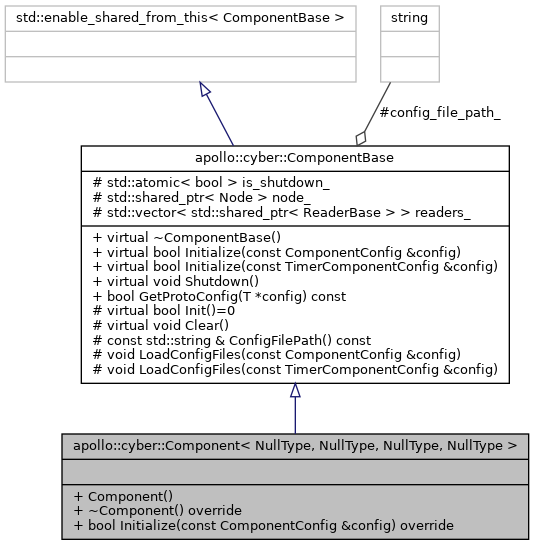 std::enable_shared_from_this< ComponentBase >
string
#config_file_path_
apollo::cyber::ComponentBase
# std::atomic< bool > is_shutdown_
# std::shared_ptr< Node > node_
# std::vector< std::shared_ptr< ReaderBase > > readers_
+ virtual ~ComponentBase()
+ virtual bool Initialize(const ComponentConfig &config)
+ virtual bool Initialize(const TimerComponentConfig &config)
+ virtual void Shutdown()
+ bool GetProtoConfig(T *config) const
# virtual bool Init()=0
# virtual void Clear()
# const std::string & ConfigFilePath() const
# void LoadConfigFiles(const ComponentConfig &config)
# void LoadConfigFiles(const TimerComponentConfig &config)
apollo::cyber::Component< NullType, NullType, NullType, NullType >
+ Component()
+ ~Component() override
+ bool Initialize(const ComponentConfig &config) override